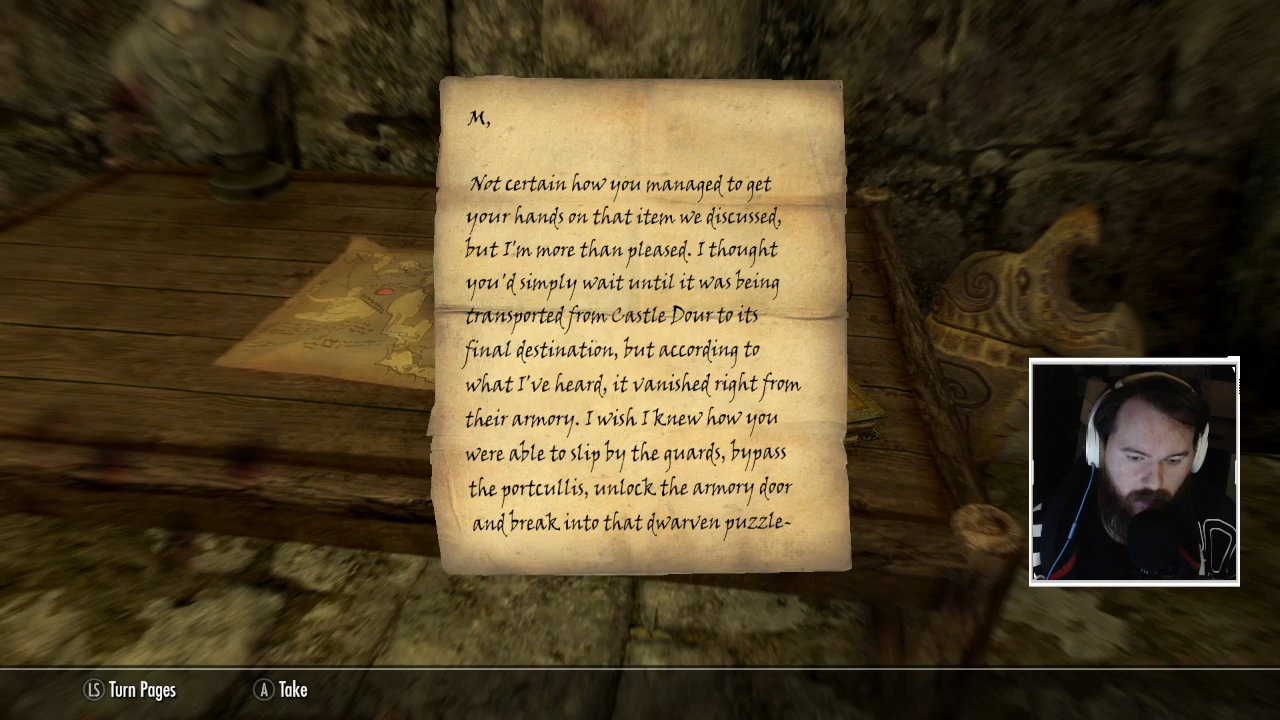 M,
Not certain how you managed to get
your hands on that item we discussed,
but I'm more than pleased. I thought
you'd simply wait until it was being
transported from Castle Dour to its
final destination, but according to
what I've heard, it vanished right from
their armory. I wish I knew how you
were able to slip by the guards, bypass
the portcullis, unlock the armory door
and break into that dwarven puzzle-
LS Turn Pages
A Take